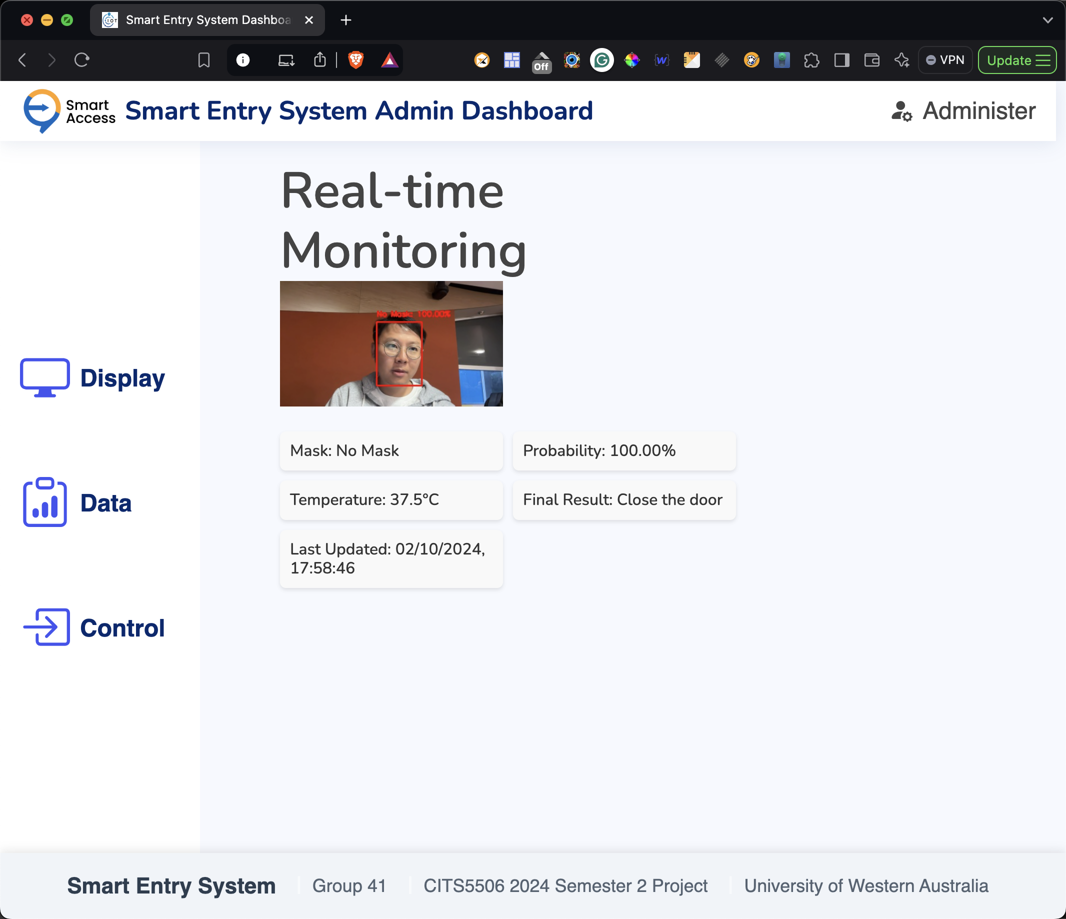 Smart Entry System Dashboa
Off
VPN
Update
Smart
Access
Smart Entry System Admin Dashboard
Administer
Real-time
Monitoring
No Mask: 100.00%
Mask: No Mask
Probability: 100.00%
Temperature: 37.5°C
Final Result: Close the door
Last Updated: 02/10/2024,
17:58:46
Display
Data
Control
Smart Entry System
Group 41
CITS5506 2024 Semester 2 Project
University of Western Australia